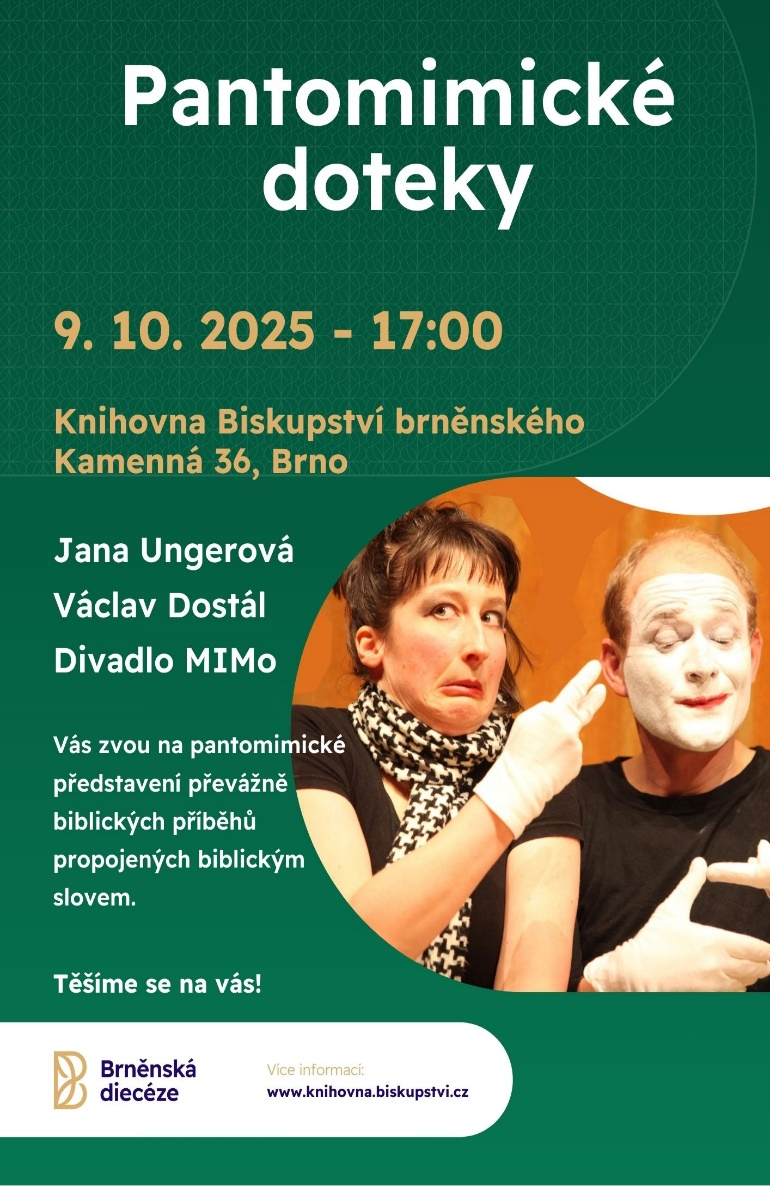 Pantomimické
doteky
9. 10. 2025 - 17:00
Knihovna Biskupství brněnského
Kamenná 36, Brno
Jana Ungerová
Václav Dostál
Divadlo MIMo
Vás zvou na pantomimické
představení převážně
biblických příběhů
propojených biblickým
slovem.
Těšíme se na vás!
Brněnská
diecéze
Více informací:
www.knihovna.biskupstvi.cz